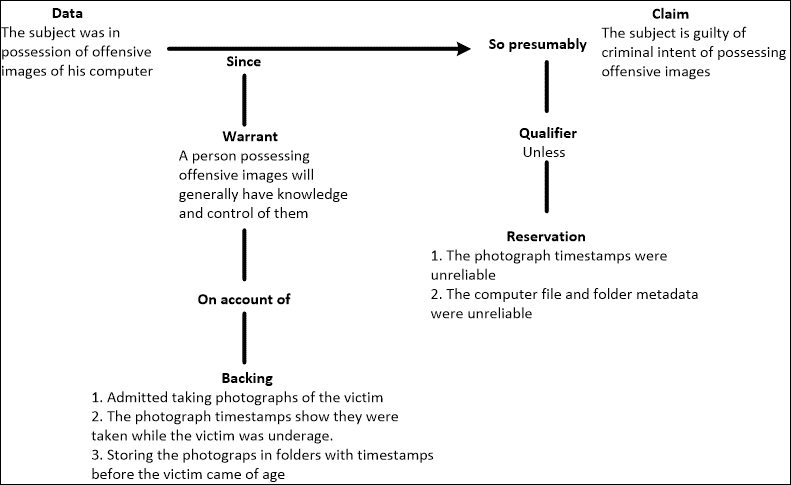 Data
The subject was in
possession of offensive
images of his computer
Since
So presumably
Claim
The subject is guilty of
criminal intent of possessing
offensive images
Warrant
A person possessing
offensive images will
generally have knowledge
and control of them
Qualifier
Unless
Reservation
1. The photograph timestamps were
unreliable
2. The computer file and folder metadata
were unreliable
On account of
Backing
1. Admitted taking photographs of the victim
2. The photograph timestamps show they were
taken while the victim was underage.
3. Storing the photograps in folders with timestamps
before the victim came of age